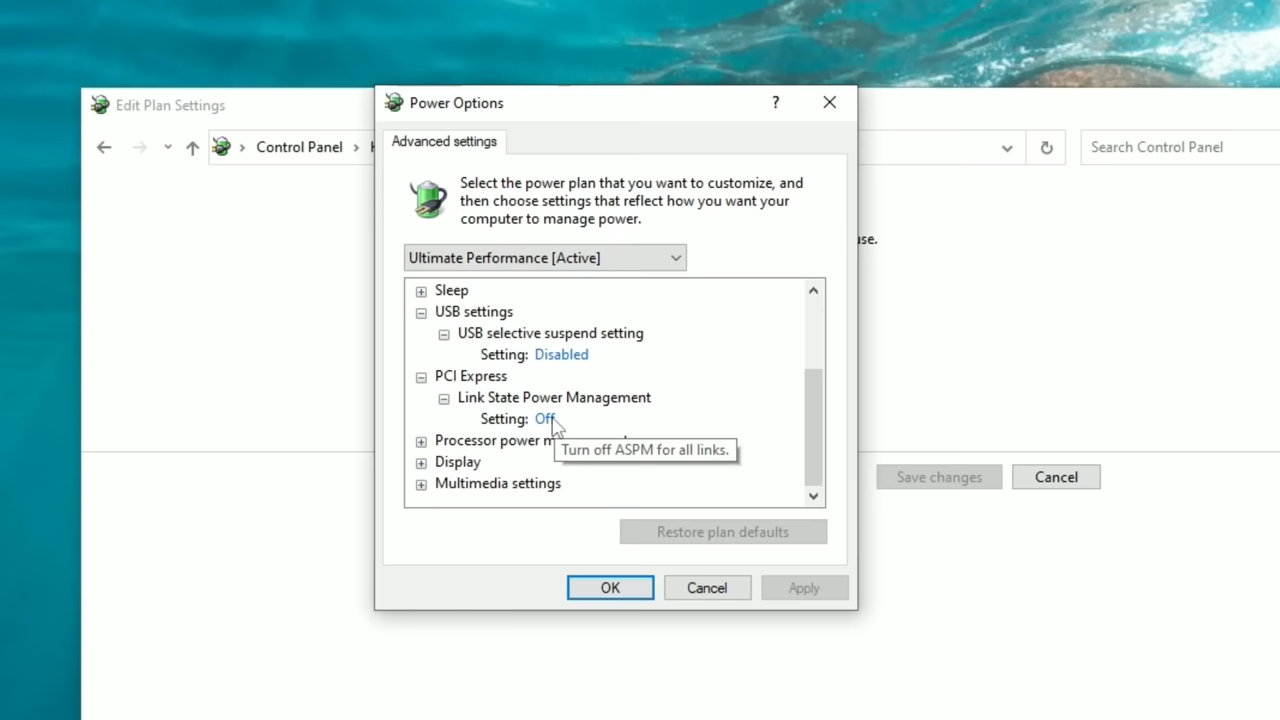 Edit Plan Settings
Control Panel
Search Control Panel
Power Options
?
Advanced settings
Select the power plan that you want to customize, and
then choose settings that reflect how you want your
computer to manage power.
Ultimate Performance [Active]
Sleep
USB settings
USB selective suspend setting
Setting: Disabled
PCI Express
Link State Power Management
Setting: Off
Processor power
Turn off ASPM for all links.
Display
Multimedia settings
Restore plan defaults
OK
Cancel
Apply
Save changes
Cancel